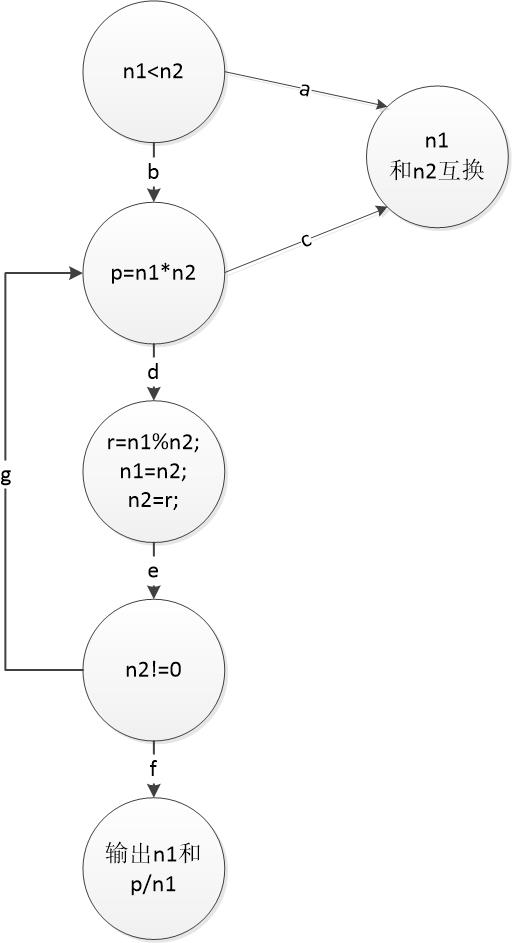 n1<n2
a
n1
和n2互换
b
p=n1*n2
c
d
r=n1%n2;
n1=n2;
n2=r;
g
e
n2!=0
f
输出n1和
p/n1